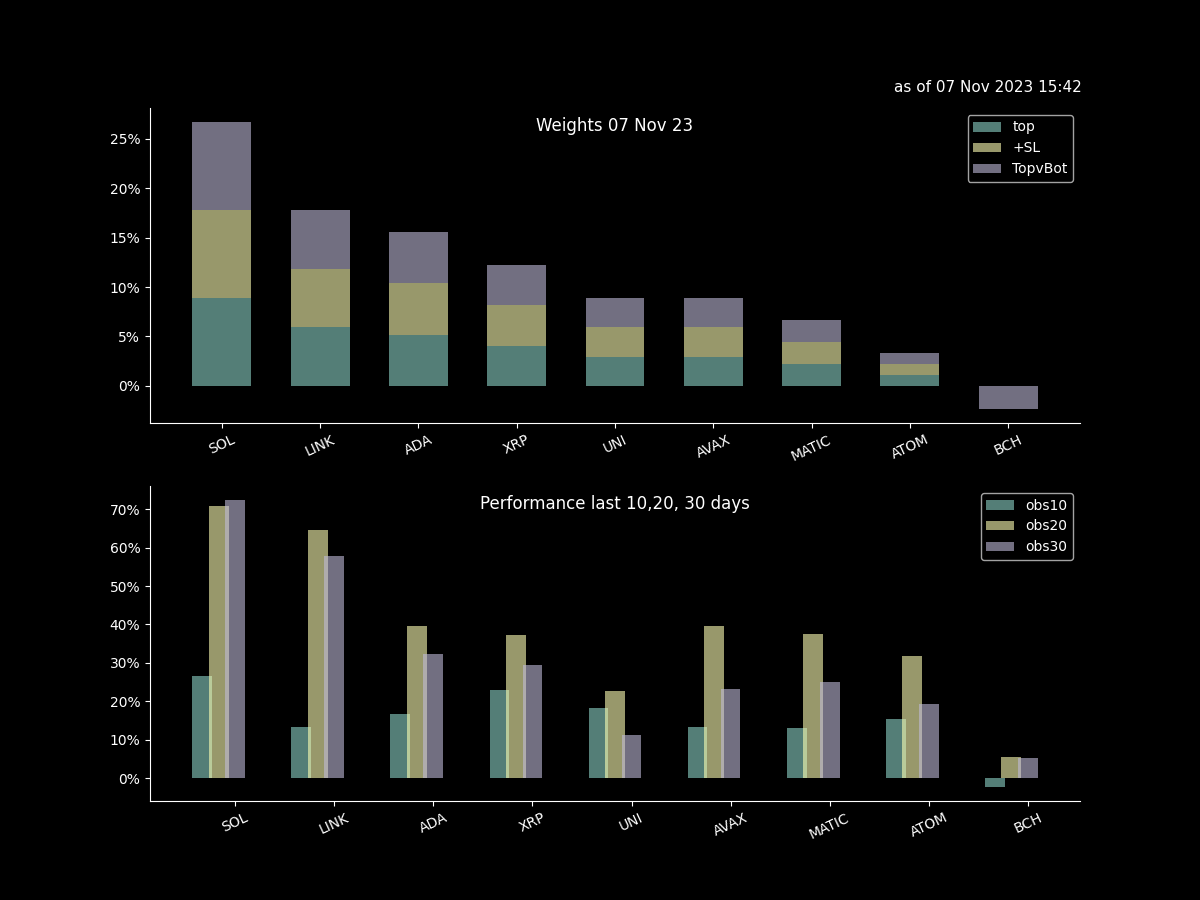 as of 07 Nov 2023 15:42
Weights 07 Nov 23
top
+SL
TopvBot
25%
20%
15%
10%
5%
0%
SOL LINK ADA XRP UNI AVAX MATIC ATOM BCH
Performance last 10,20, 30 days
obs10
obs20
obs30
70%
60%
50%
40%
30%
20%
10%
0%
SOL LINK ADA XRP UNI AVAX MATIC ATOM BCH